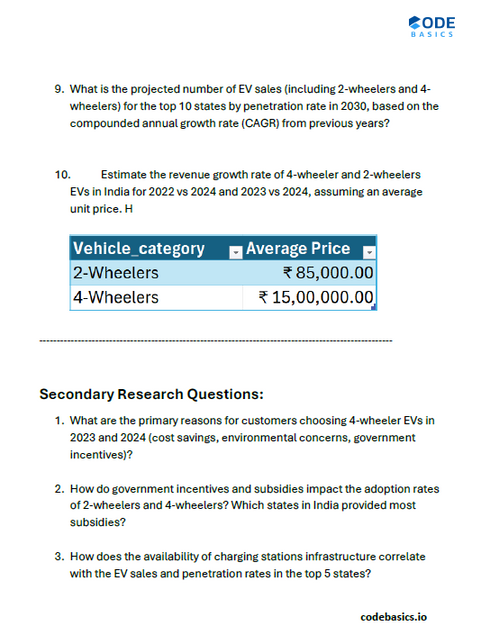 CODE
BASICS
9. What is the projected number of EV sales (including 2-wheelers and 4-
wheelers) for the top 10 states by penetration rate in 2030, based on the
compounded annual growth rate (CAGR) from previous years?
10. Estimate the revenue growth rate of 4-wheeler and 2-wheelers
EVs in India for 2022 vs 2024 and 2023 vs 2024, assuming an average
unit price. H
Vehicle_category Average Price
2-Wheelers ₹ 85,000.00
4-Wheelers ₹ 15,00,000.00
Secondary Research Questions:
1. What are the primary reasons for customers choosing 4-wheeler EVs in
2023 and 2024 (cost savings, environmental concerns, government
incentives)?
2. How do government incentives and subsidies impact the adoption rates
of 2-wheelers and 4-wheelers? Which states in India provided most
subsidies?
3. How does the availability of charging stations infrastructure correlate
with the EV sales and penetration rates in the top 5 states?
codebasics.io